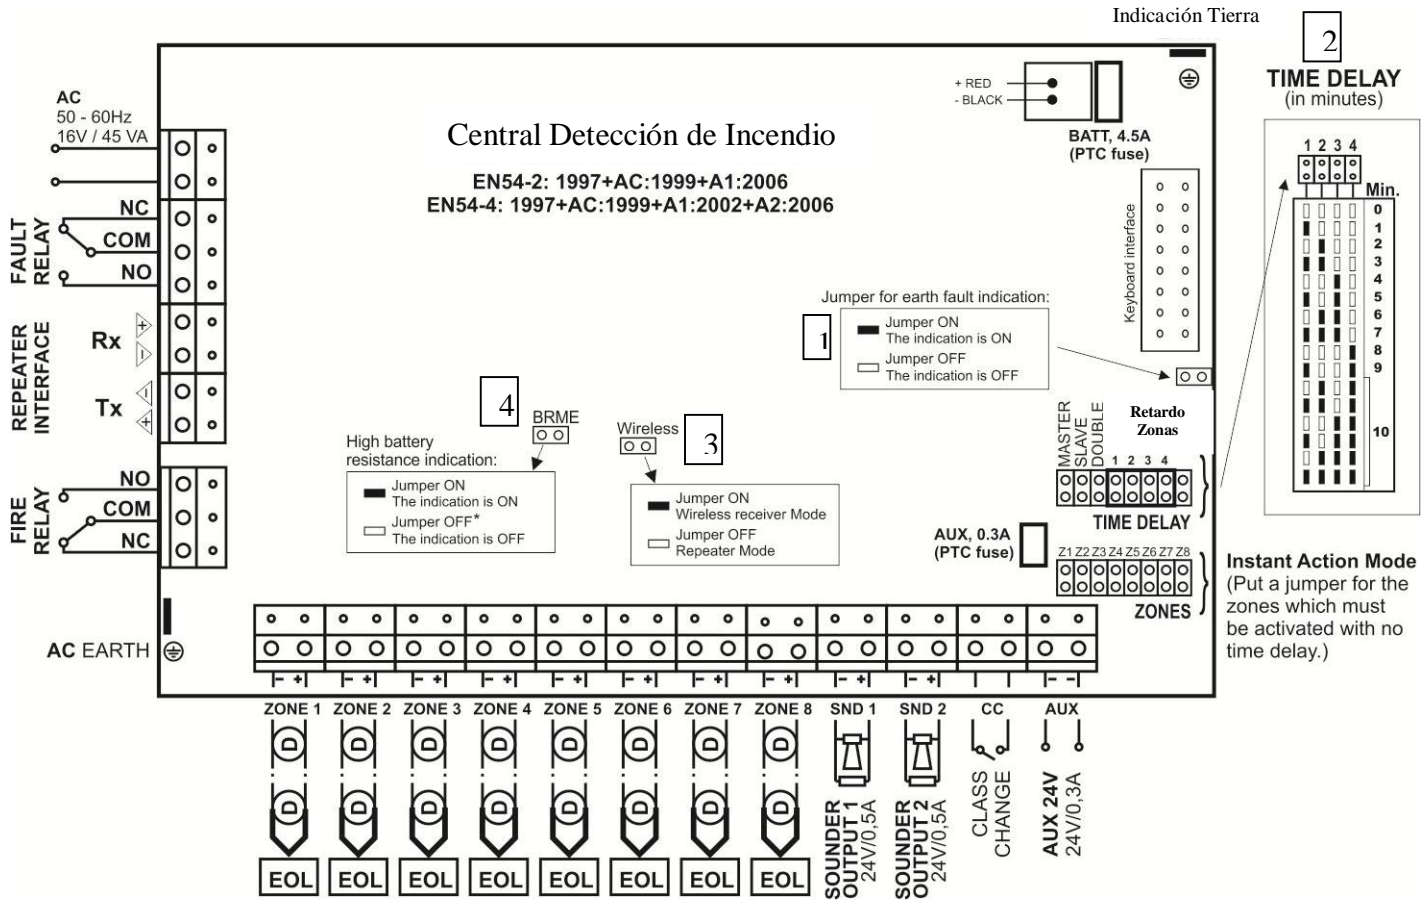 Indicación Tierra
2
TIME DELAY
(in minutes)
1 2 3 4
Min.
0
1
2
3
4
5
6
7
8
9
10
AC
50 - 60Hz
16V / 45 VA
+ RED
- BLACK
BATT, 4.5A
(PTC fuse)
Central Detección de Incendio
EN54-2: 1997+AC:1999+A1:2006
EN54-4: 1997+AC:1999+A1:2002+A2:2006
Keyboard interface
FAULT
RELAY
NC
COM
NO
REPEATER
INTERFACE
Rx
+
–
Tx
–
+
FIRE
RELAY
NO
COM
NC
AC EARTH
Jumper for earth fault indication:
1
Jumper ON
The indication is ON
Jumper OFF
The indication is OFF
4
BRME
High battery
resistance indication:
Jumper ON
The indication is ON
Jumper OFF*
The indication is OFF
Wireless
3
Jumper ON
Wireless receiver Mode
Jumper OFF
Repeater Mode
MASTER
SLAVE
DOUBLE
Retardo
Zonas
1 2 3 4
TIME DELAY
AUX, 0.3A
(PTC fuse)
Z1 Z2 Z3 Z4 Z5 Z6 Z7 Z8
ZONES
Instant Action Mode
(Put a jumper for the
zones which must
be activated with no
time delay.)
- + - + - + - + - + - + - + - + - + - + - -
ZONE 1 ZONE 2 ZONE 3 ZONE 4 ZONE 5 ZONE 6 ZONE 7 ZONE 8 SND 1 SND 2 CC AUX
D D D D D D D D
D D D D D D D D
EOL EOL EOL EOL EOL EOL EOL EOL
SOUNDER
OUTPUT 1
24V/0,5A
SOUNDER
OUTPUT 2
24V/0,5A
CLASS
CHANGE
AUX 24V
24V/0,3A